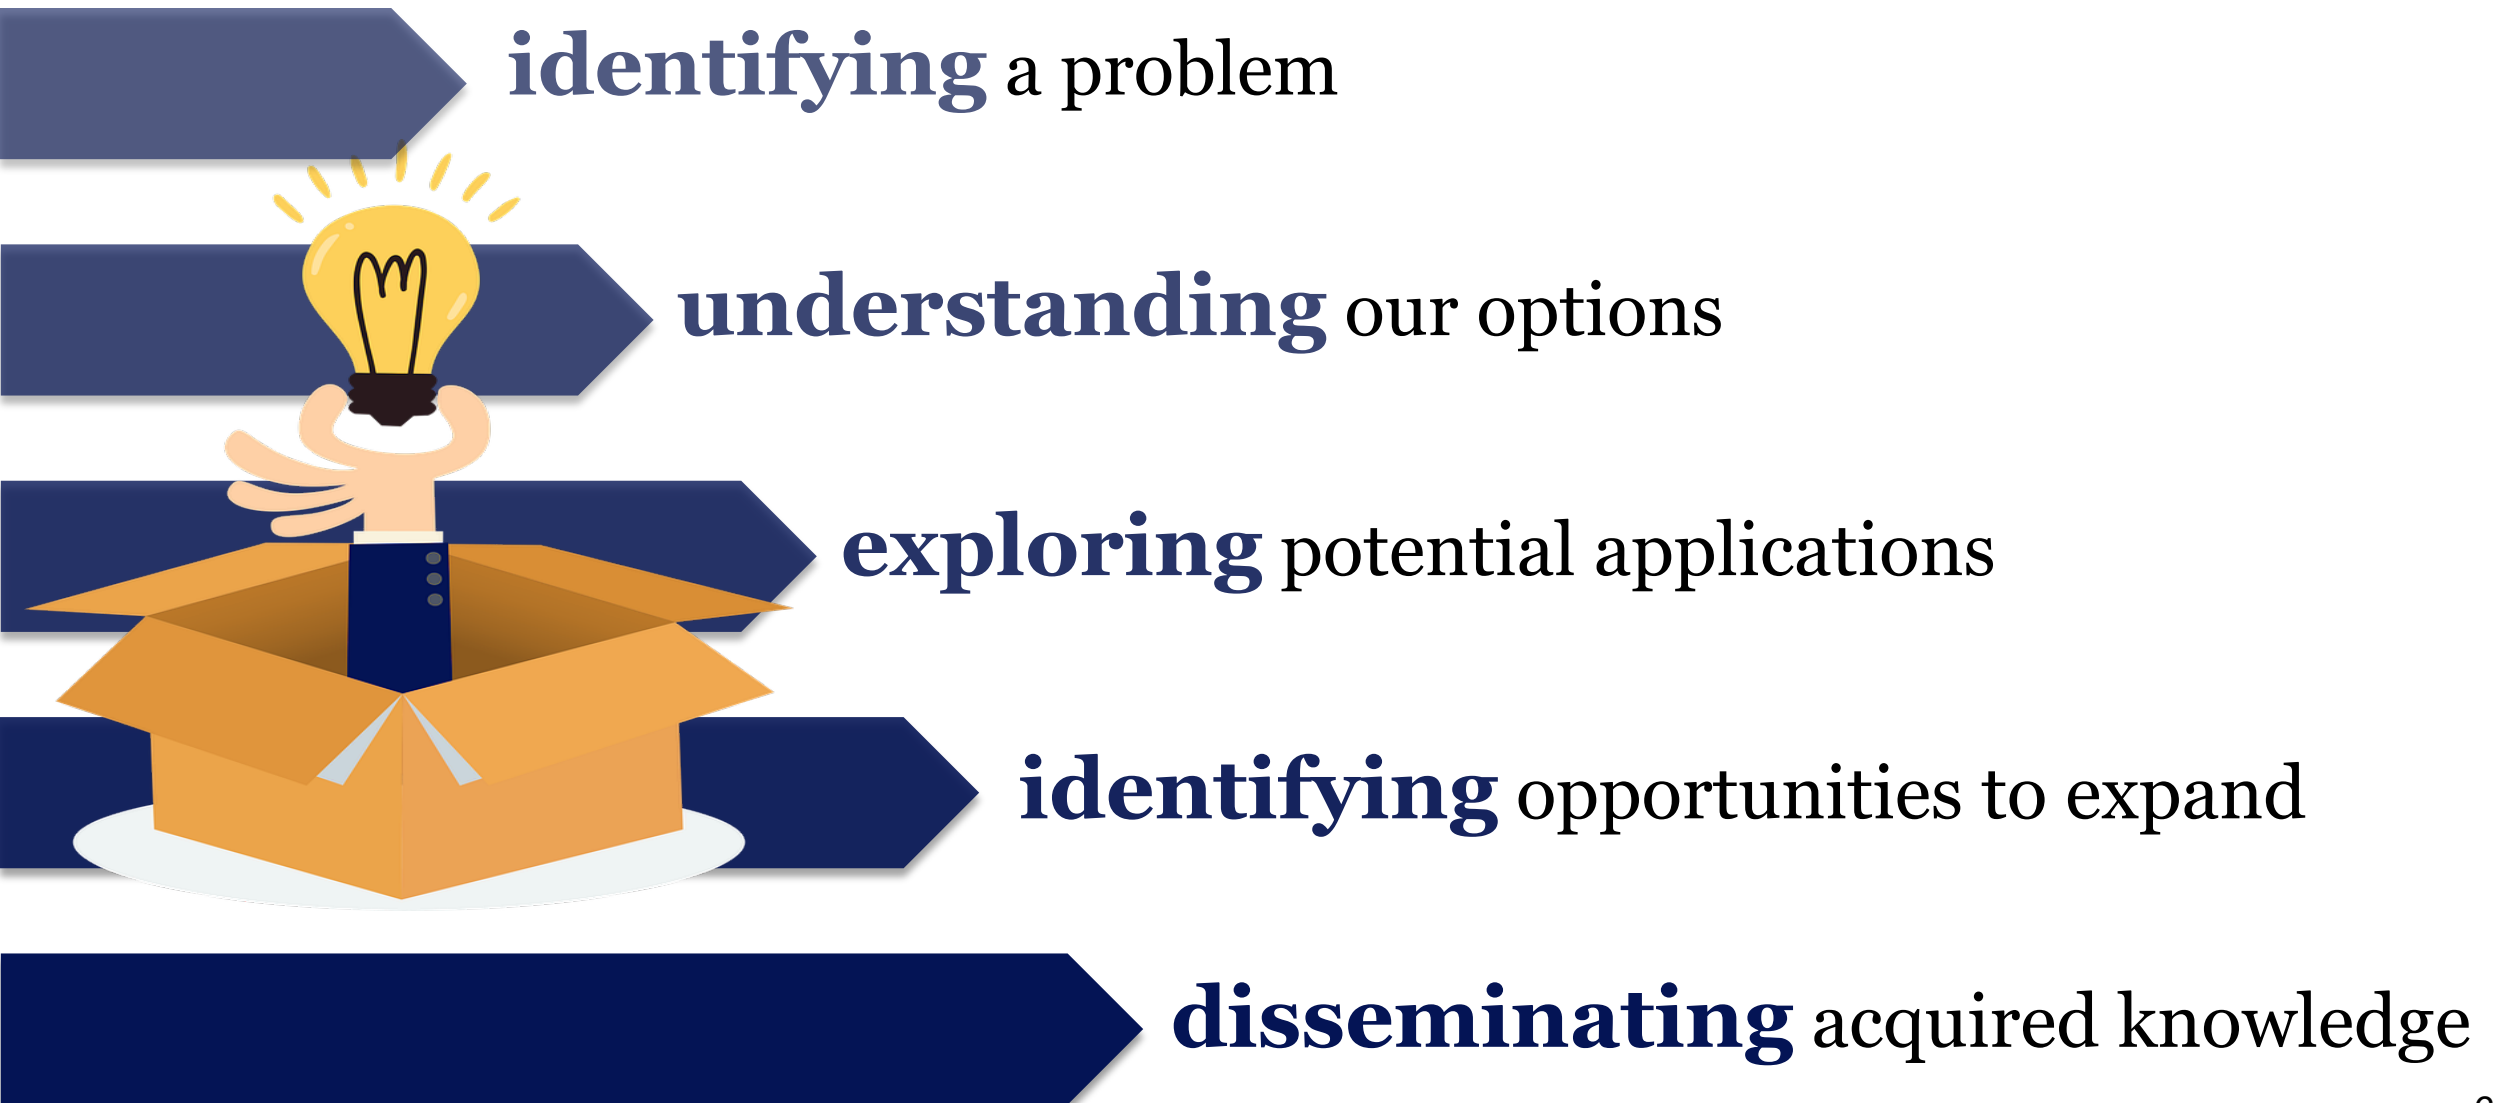 identifying a problem
understanding our options
exploring potential applications
identifying opportunities to expand
disseminating acquired knowledge